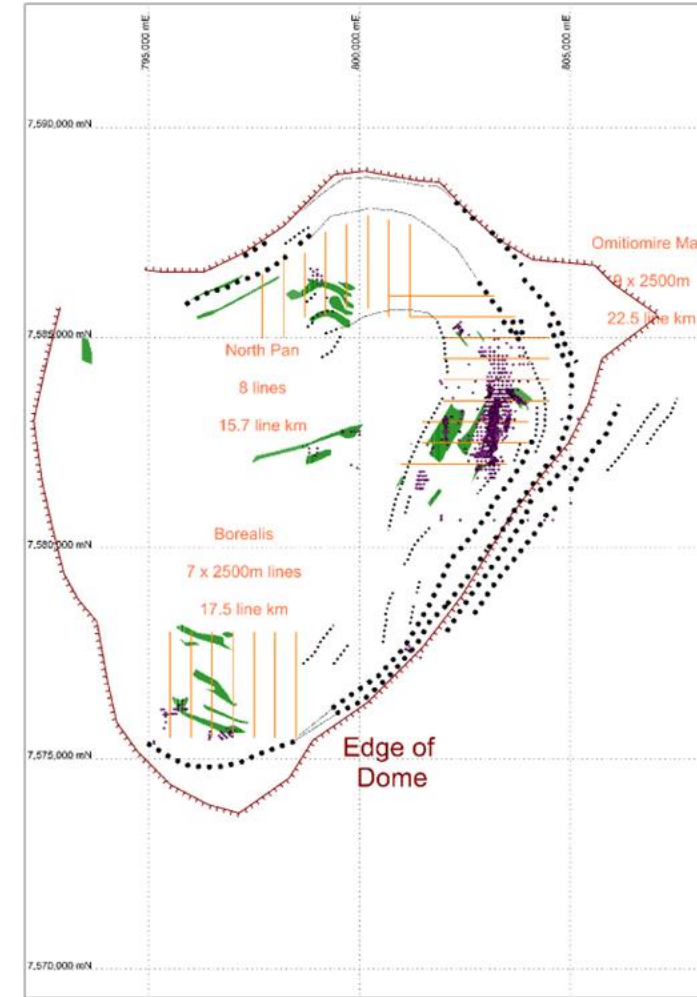 795,000 mE
800,000 mE
805,000 mE
7,590,000 mN
Omitiomire Ma
9 x 2500m
22.5 line km
7,585,000 mN
North Pan
8 lines
15.7 line km
7,580,000 mN
Borealis
7 x 2500m lines
17.5 line km
7,575,000 mN
Edge of
Dome
7,570,000 mN